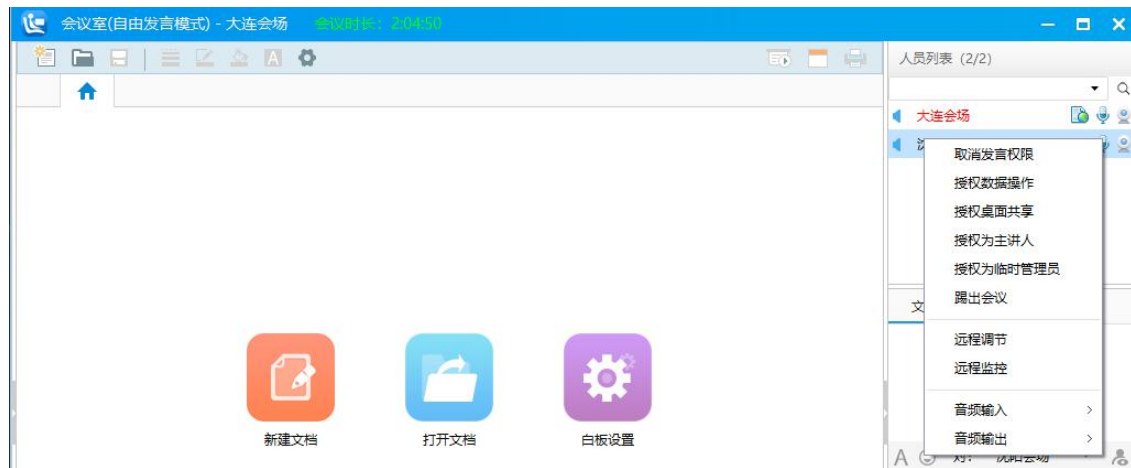 会议室(自由发言模式) - 大连会场 会议时长：2:04:50
人员列表 (2/2)
大连会场
取消发言权限
授权数据操作
授权桌面共享
授权为主讲人
授权为临时管理员
踢出会议
远程调节
远程监控
音频输入
音频输出
文
新建文档
打开文档
白板设置
A 对： 沈阳会场